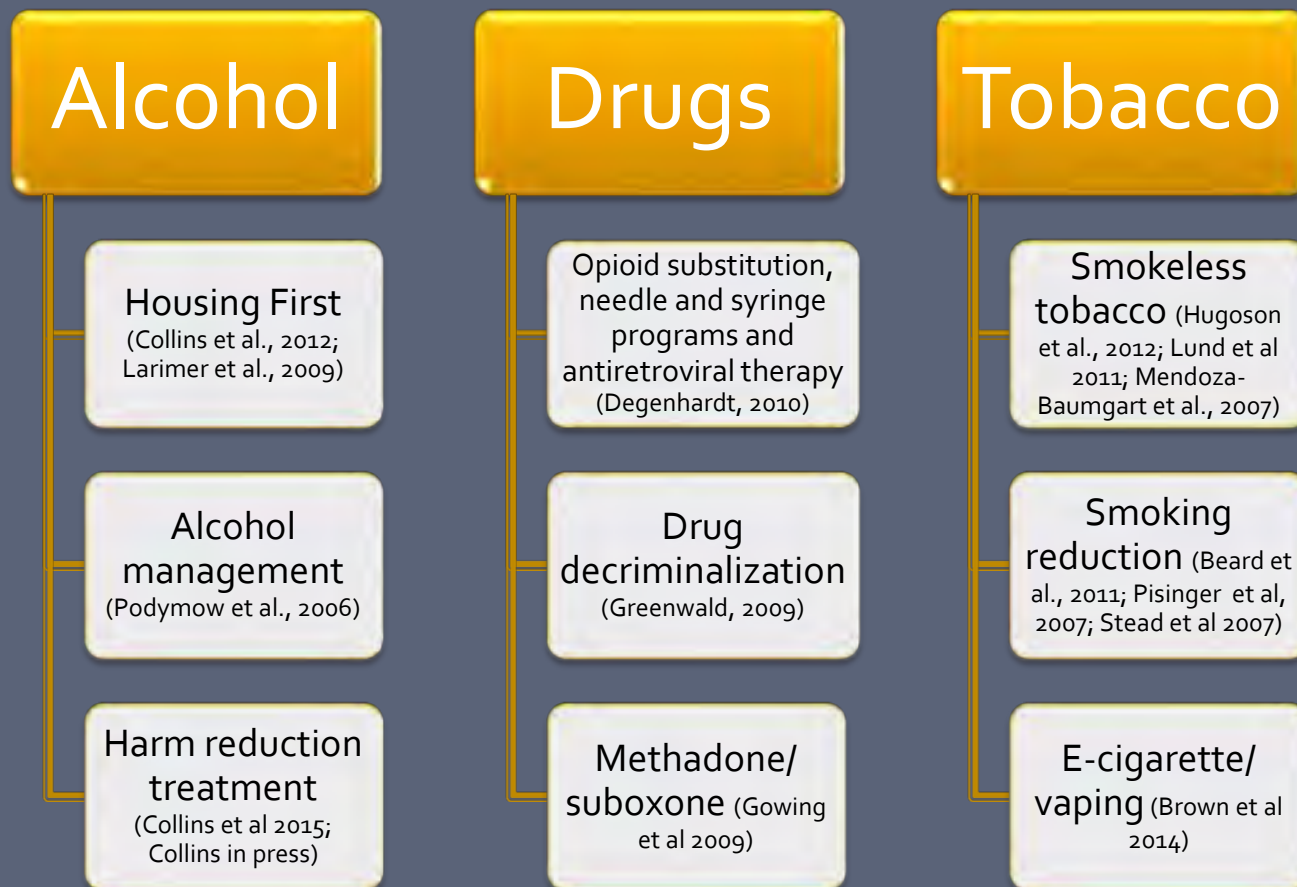 Alcohol
Housing First
(Collins et al., 2012;
Larimer et al., 2009)
Alcohol
management
(Podymow et al., 2006)
Harm reduction
treatment
(Collins et al 2015;
Collins in press)
Drugs
Opioid substitution,
needle and syringe
programs and
antiretroviral therapy
(Degenhardt, 2010)
Drug
decriminalization
(Greenwald, 2009)
Methadone/
suboxone (Gowing
et al 2009)
Tobacco
Smokeless
tobacco (Hugoson
et al., 2012; Lund et al
2011; Mendoza-
Baumgart et al., 2007)
Smoking
reduction (Beard et
al., 2011; Pisinger et al,
2007; Stead et al 2007)
E-cigarette/
vaping (Brown et al
2014)